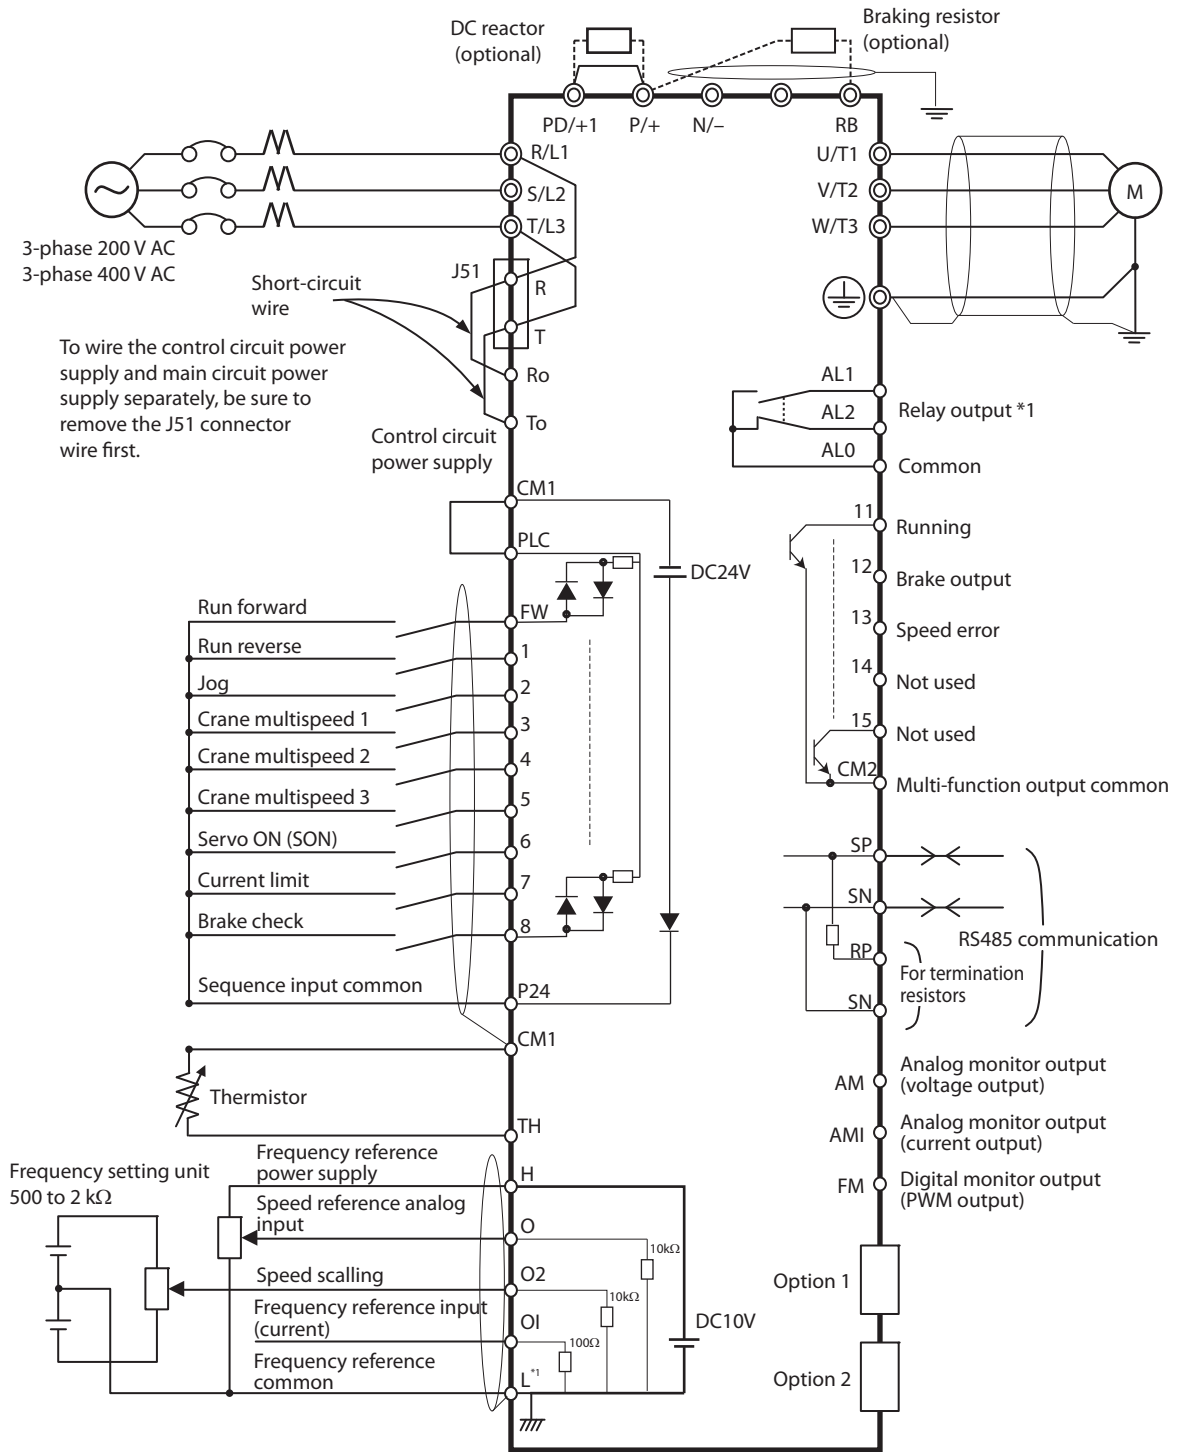 DC reactor
(optional)
Braking resistor
(optional)
PD/+1
P/+
N/–
RB
R/L1
S/L2
T/L3
U/T1
V/T2
W/T3
M
3-phase 200 V AC
3-phase 400 V AC
Short-circuit
wire
J51
R
T
Ro
To
To wire the control circuit power
supply and main circuit power
supply separately, be sure to
remove the J51 connector
wire first.
Control circuit
power supply
AL1
AL2
AL0
Relay output *1
Common
CM1
PLC
DC24V
11
Running
12
Brake output
13
Speed error
14
Not used
15
Not used
CM2
Multi-function output common
Run forward
FW
Run reverse
1
Jog
2
Crane multispeed 1
3
Crane multispeed 2
4
Crane multispeed 3
5
Servo ON (SON)
6
Current limit
7
Brake check
8
Sequence input common
P24
CM1
Thermistor
TH
SP
SN
RP
SN
RS485 communication
For termination
resistors
AM
Analog monitor output
(voltage output)
AMI
Analog monitor output
(current output)
FM
Digital monitor output
(PWM output)
Frequency setting unit
500 to 2 kΩ
Frequency reference
power supply
H
Speed reference analog
input
O
10kΩ
Speed scalling
O2
10kΩ
Frequency reference input
(current)
OI
100Ω
Frequency reference
common
L*1
DC10V
Option 1
Option 2